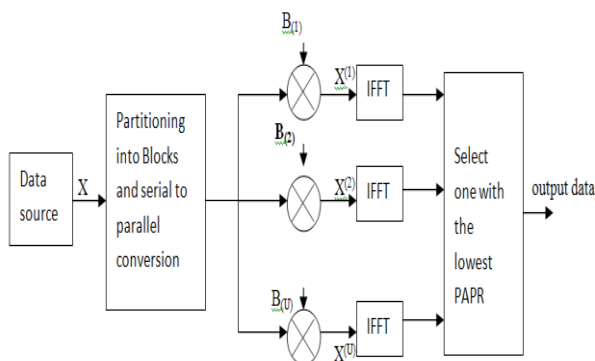 B(1)
X(1)
IFFT
Partitioning
into Blocks
and serial to
parallel
conversion
Data
source
X
B(2)
X(2)
IFFT
Select
one with
the
lowest
PAPR
output data
B(U)
IFFT
X(U)